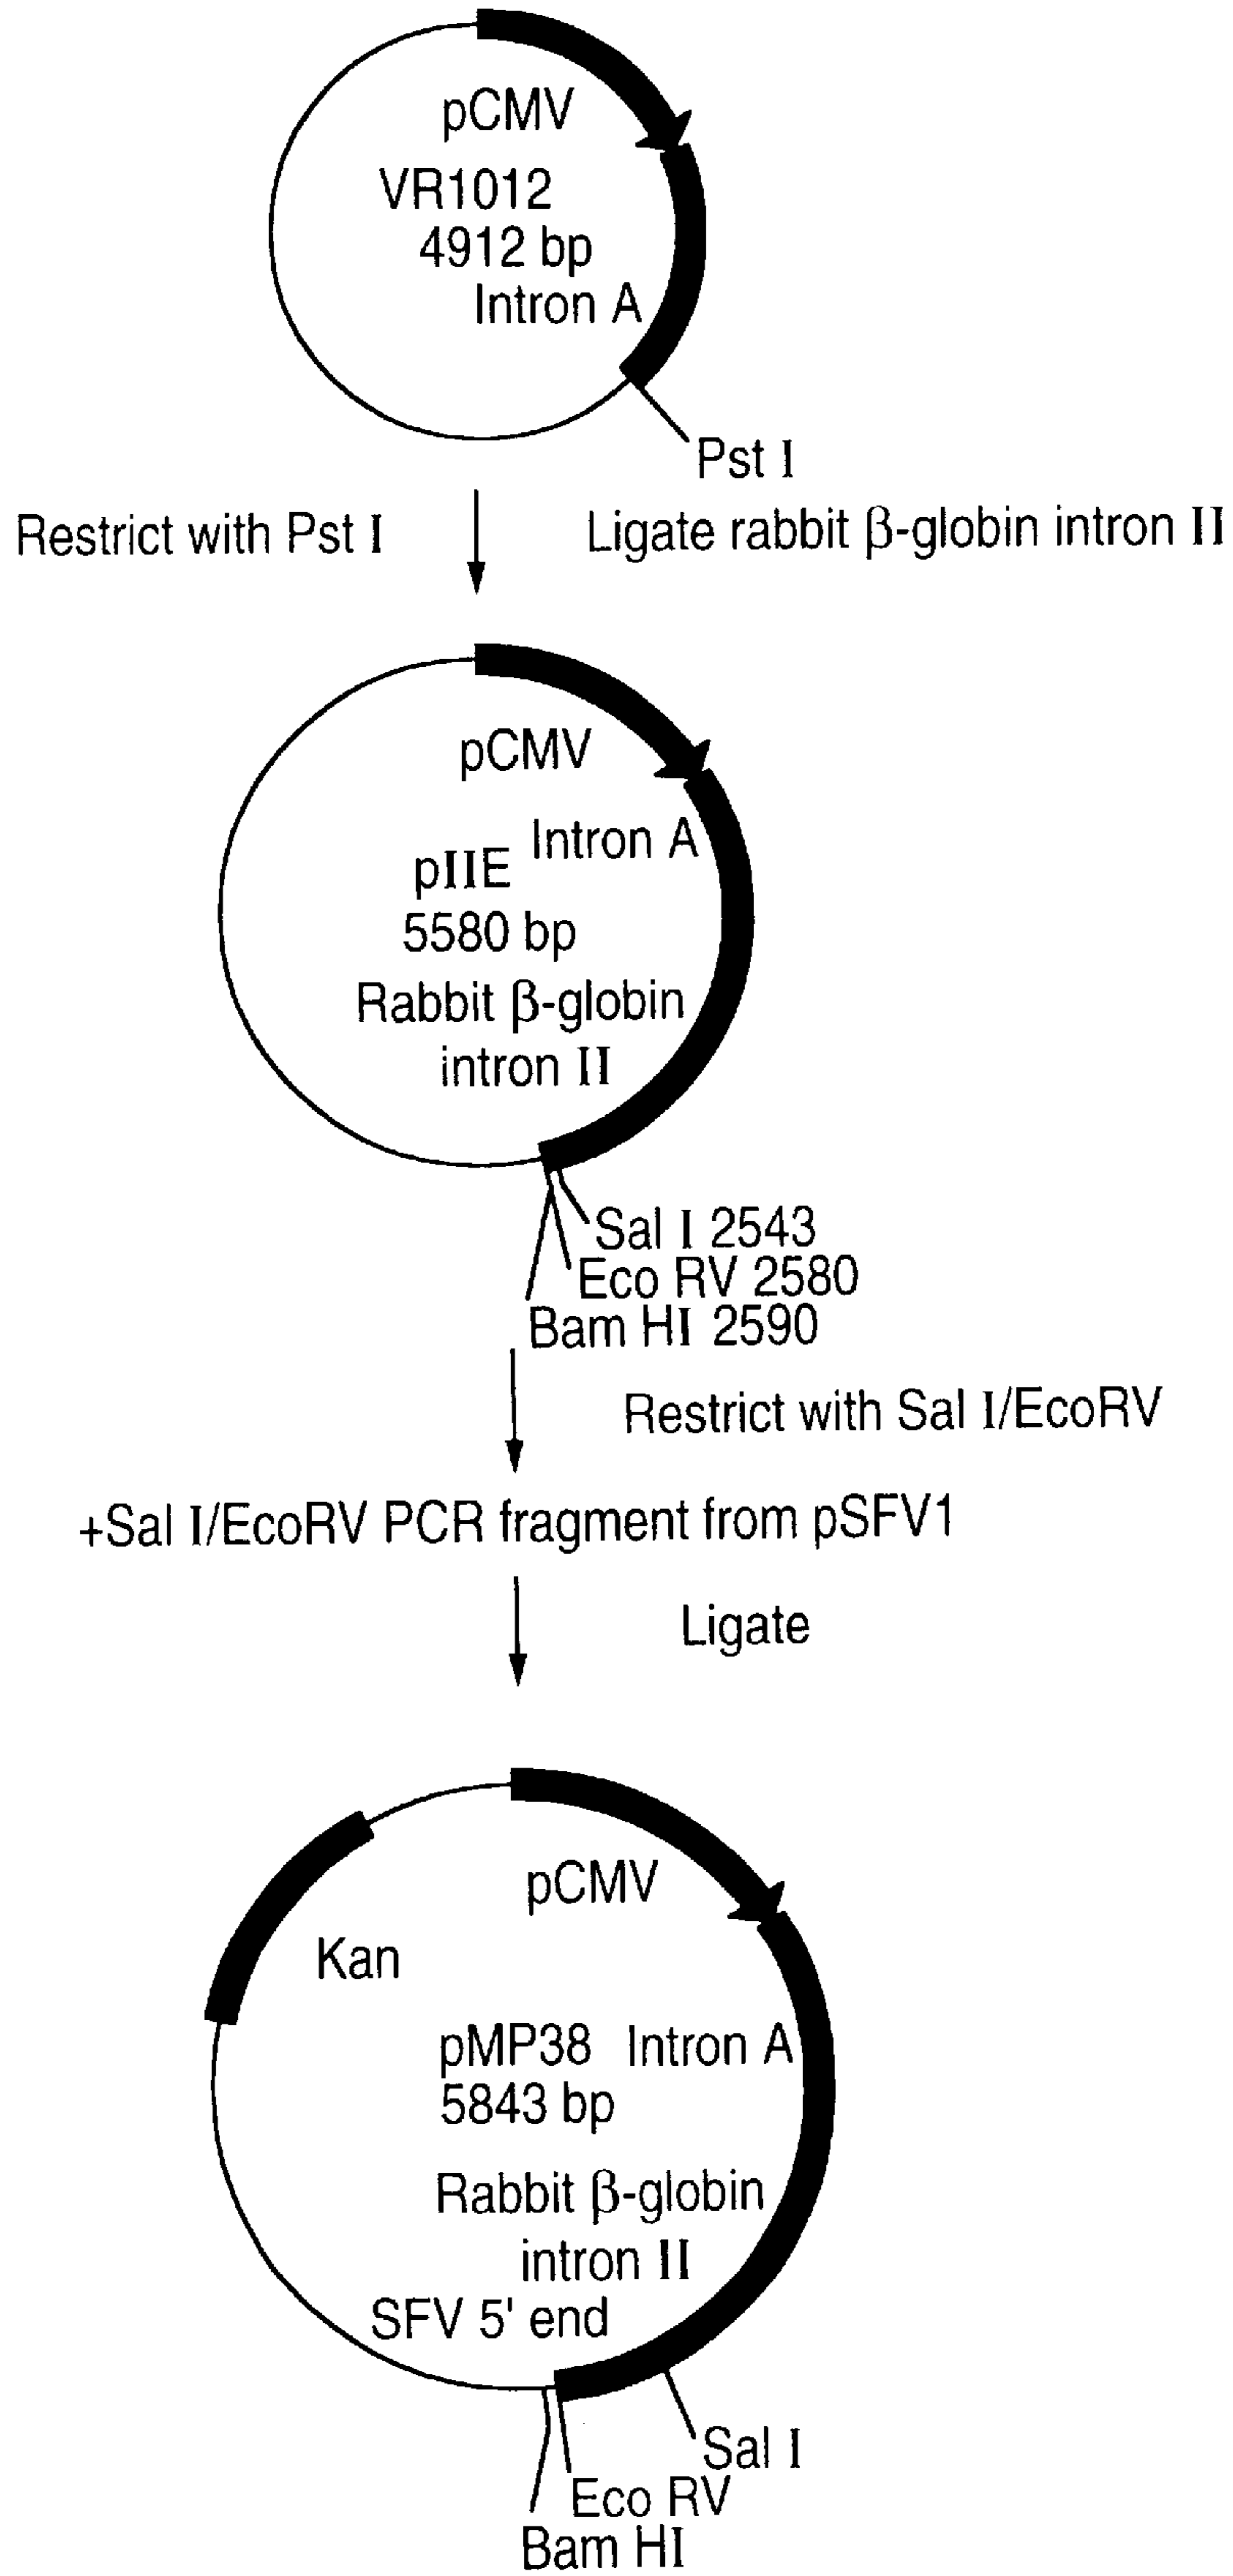 pCMV
VR1012
4912 bp
Intron A
Pst I
Restrict with Pst I
Ligate rabbit β-globin intron II
pCMV
Intron A
pIIE
5580 bp
Rabbit β-globin
intron II
Sal I 2543
Eco RV 2580
Bam HI 2590
Restrict with Sal I/EcoRV
+Sal I/EcoRV PCR fragment from pSFV1
Ligate
pCMV
Kan
pMP38 Intron A
5843 bp
Rabbit β-globin
intron II
SFV 5' end
Sal I
Eco RV
Bam HI